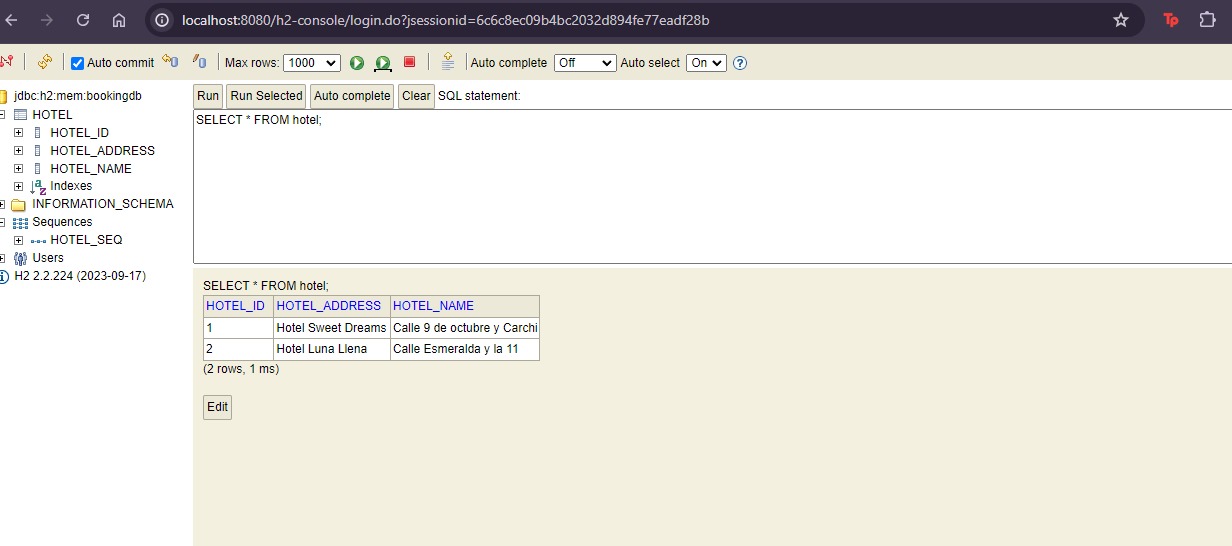 localhost:8080/h2-console/login.do?jsessionid=6c6c8ec09b4bc2032d894fe77eadf28b
Tp
Auto commit Max rows: 1000 Auto complete Off Auto select On ?
jdbc:h2:mem:bookingdb
HOTEL
HOTEL_ID
HOTEL_ADDRESS
HOTEL_NAME
Indexes
INFORMATION_SCHEMA
Sequences
HOTEL_SEQ
Users
H2 2.2.224 (2023-09-17)
Run Run Selected Auto complete Clear SQL statement:
SELECT * FROM hotel;
SELECT * FROM hotel;
HOTEL_ID HOTEL_ADDRESS HOTEL_NAME
1 Hotel Sweet Dreams Calle 9 de octubre y Carchi
2 Hotel Luna Llena Calle Esmeralda y la 11
(2 rows, 1 ms)
Edit